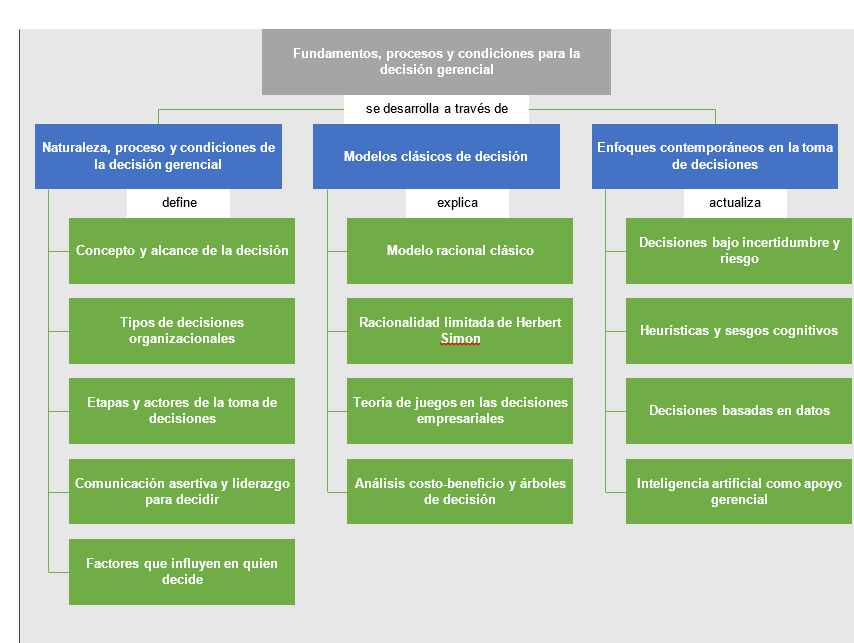 Fundamentos, procesos y condiciones para la
decisión gerencial
se desarrolla a través de
Naturaleza, proceso y condiciones de
la decisión gerencial
define
Concepto y alcance de la decisión
Tipos de decisiones
organizacionales
Etapas y actores de la toma de
decisiones
Comunicación asertiva y liderazgo
para decidir
Factores que influyen en quien
decide
Modelos clásicos de decisión
explica
Modelo racional clásico
Racionalidad limitada de Herbert
Simon
Teoría de juegos en las decisiones
empresariales
Análisis costo-beneficio y árboles
de decisión
Enfoques contemporáneos en la toma
de decisiones
actualiza
Decisiones bajo incertidumbre y
riesgo
Heurísticas y sesgos cognitivos
Decisiones basadas en datos
Inteligencia artificial como apoyo
gerencial